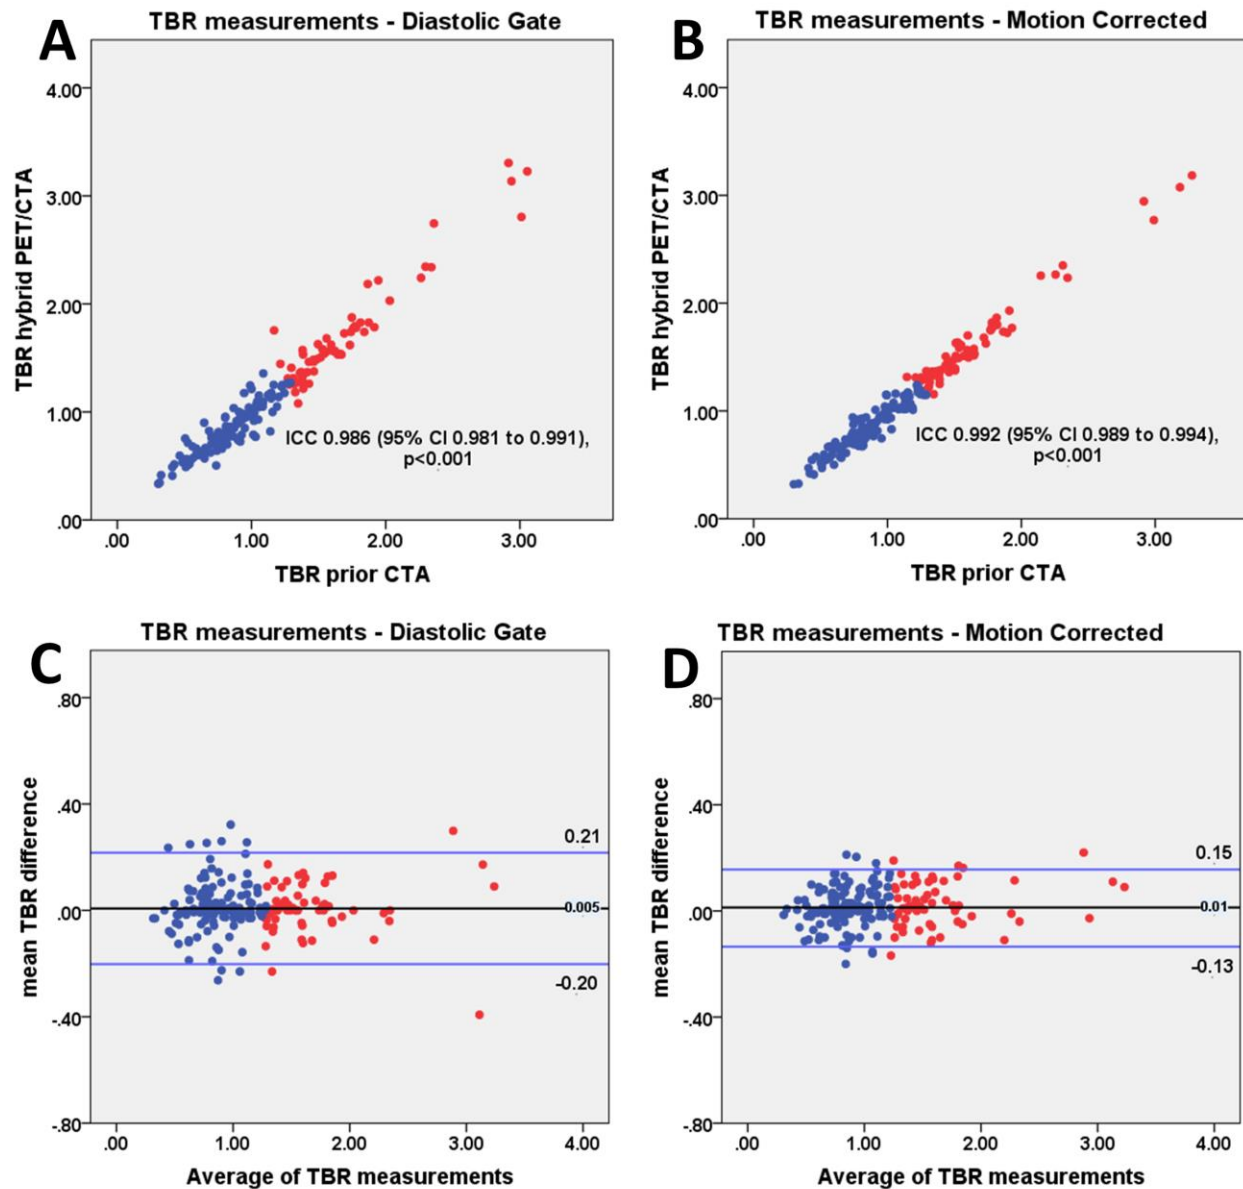 A
TBR measurements - Diastolic Gate
TBR hybrid PET/CTA
4.00
3.00
2.00
1.00
.00
ICC 0.986 (95% CI 0.981 to 0.991),
p<0.001
.00 1.00 2.00 3.00
TBR prior CTA
B
TBR measurements - Motion Corrected
TBR hybrid PET/CTA
4.00
3.00
2.00
1.00
.00
ICC 0.992 (95% CI 0.989 to 0.994),
p<0.001
.00 1.00 2.00 3.00
TBR prior CTA
C
TBR measurements - Diastolic Gate
mean TBR difference
.80
.40
.00
-.40
-.80
0.21
0.005
-0.20
.00 1.00 2.00 3.00 4.00
Average of TBR measurements
D
TBR measurements - Motion Corrected
mean TBR difference
.80
.40
.00
-.40
-.80
0.15
0.01
-0.13
.00 1.00 2.00 3.00 4.00
Average of TBR measurements